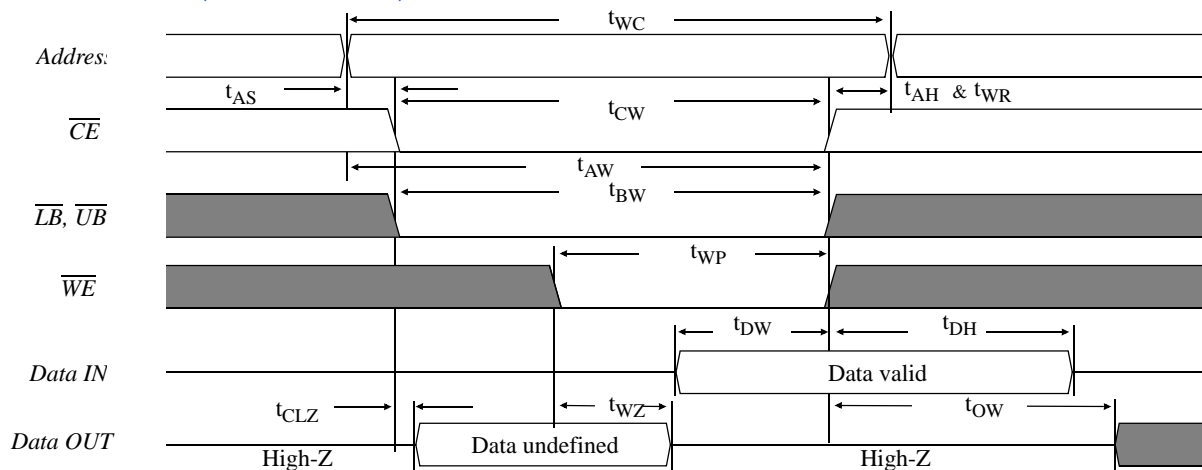 tWC
Address
tAS
tCW
tAH & tWR
CE
tAW
tBW
LB, UB
tWP
WE
tDW
tDH
Data IN
Data valid
tCLZ
tWZ
tOW
Data OUT
Data undefined
High-Z
High-Z